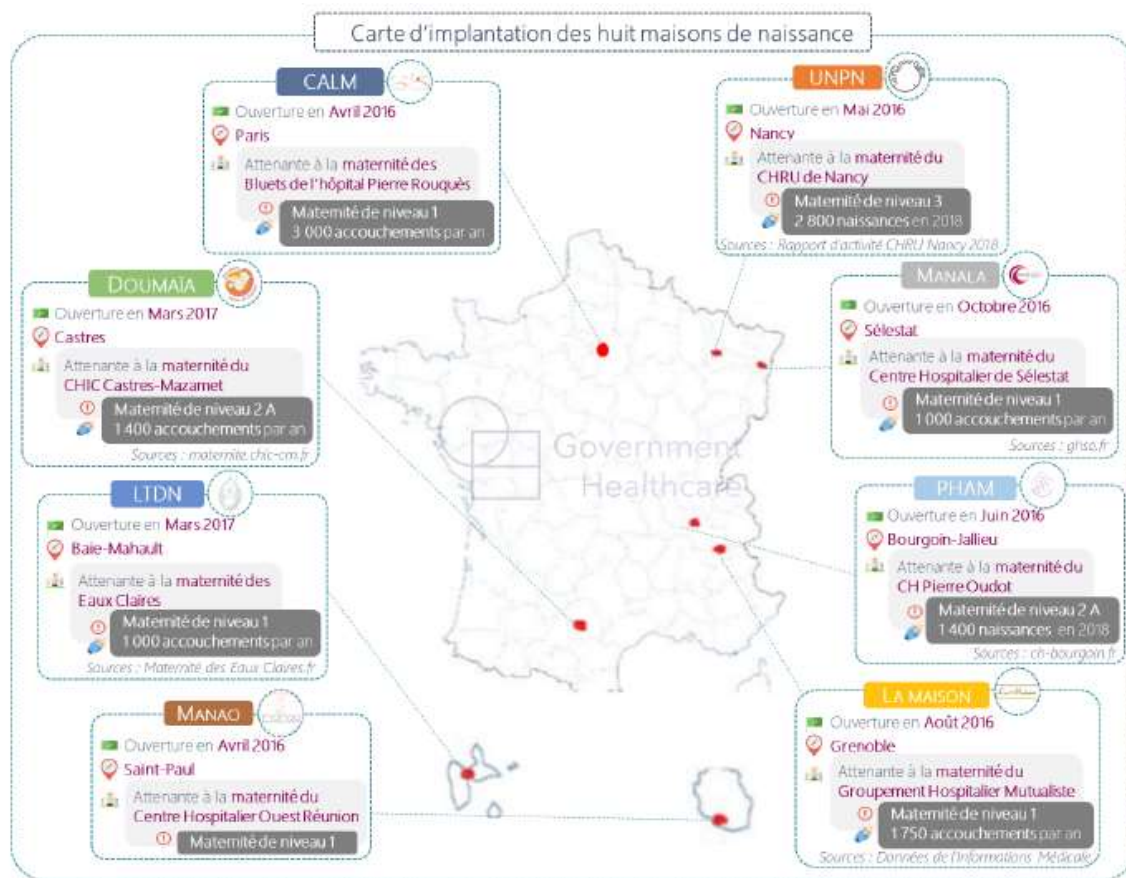 Carte d'implantation des huit maisons de naissance
CALM
Ouverture en Avril 2016
Paris
Attenante à la maternité des
Bluets de l'hôpital Pierre Rouquès
Maternité de niveau 1
3 000 accouchements par an
UNPN
Ouverture en Mai 2016
Nancy
Attenante à la maternité du
CHRU de Nancy
Maternité de niveau 3
2 800 naissances en 2018
Sources : Rapport d'activité CHRU Nancy 2018
DOUMAÏA
Ouverture en Mars 2017
Castres
Attenante à la maternité du
CHIC Castres-Mazamet
Maternité de niveau 2 A
1 400 accouchements par an
Sources : maternite.chic-cm.fr
MANALA
Ouverture en Octobre 2016
Sélestat
Attenante à la maternité du
Centre Hospitalier de Sélestat
Maternité de niveau 1
1 000 accouchements par an
Sources : ghso.fr
Government
Healthcare
LTDN
Ouverture en Mars 2017
Baie-Mahault
Attenante à la maternité des
Eaux Claires
Maternité de niveau 1
1 000 accouchements par an
Sources : Maternité des Eaux Claires.fr
PHAM
Ouverture en Juin 2016
Bourgoin-Jallieu
Attenante à la maternité du
CH Pierre Oudot
Maternité de niveau 2 A
1 400 naissances en 2018
Sources : ch-bourgoin.fr
MANAO
Ouverture en Avril 2016
Saint-Paul
Attenante à la maternité du
Centre Hospitalier Ouest Réunion
Maternité de niveau 1
LA MAISON
Ouverture en Août 2016
Grenoble
Attenante à la maternité du
Groupement Hospitalier Mutualiste
Maternité de niveau 1
1 750 accouchements par an
Sources : Données de l'Informations Médicale